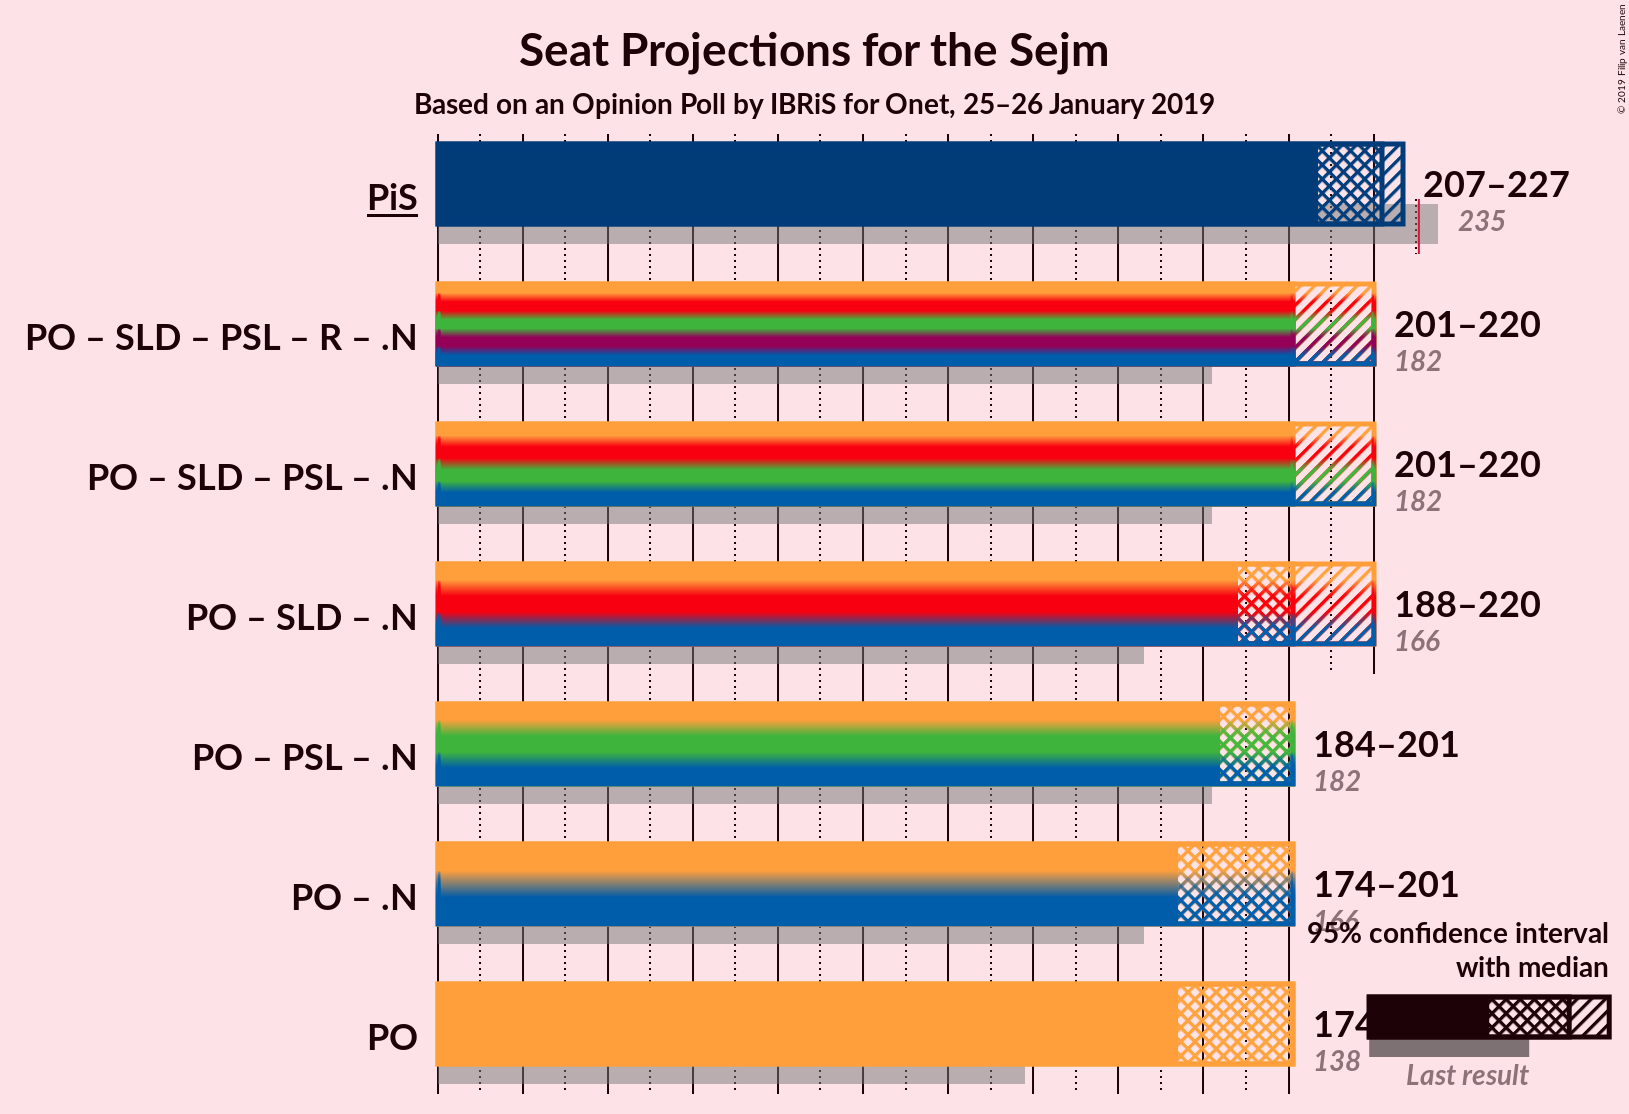 Seat Projections for the Sejm
Based on an Opinion Poll by IBRiS for Onet, 25–26 January 2019
© 2019 Filip van Laenen
PiS
207–227
235
PO – SLD – PSL – R – .N
201–220
182
PO – SLD – PSL – .N
201–220
182
PO – SLD – .N
188–220
166
PO – PSL – .N
184–201
182
PO – .N
174–201
166
95% confidence interval
with median
PO
174
138
Last result